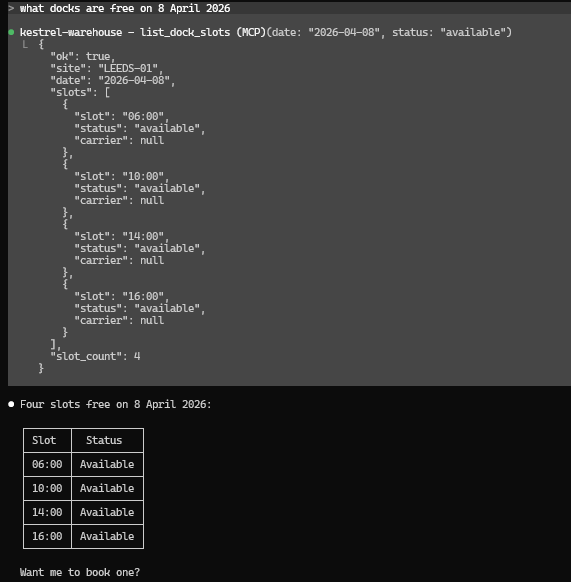 > what docks are free on 8 April 2026
● kestrel-warehouse - list_dock_slots (MCP)(date: "2026-04-08", status: "available")
└ {
"ok": true,
"site": "LEEDS-01",
"date": "2026-04-08",
"slots": [
{
"slot": "06:00",
"status": "available",
"carrier": null
},
{
"slot": "10:00",
"status": "available",
"carrier": null
},
{
"slot": "14:00",
"status": "available",
"carrier": null
},
{
"slot": "16:00",
"status": "available",
"carrier": null
}
],
"slot_count": 4
}
● Four slots free on 8 April 2026:
Slot Status
06:00 Available
10:00 Available
14:00 Available
16:00 Available
Want me to book one?